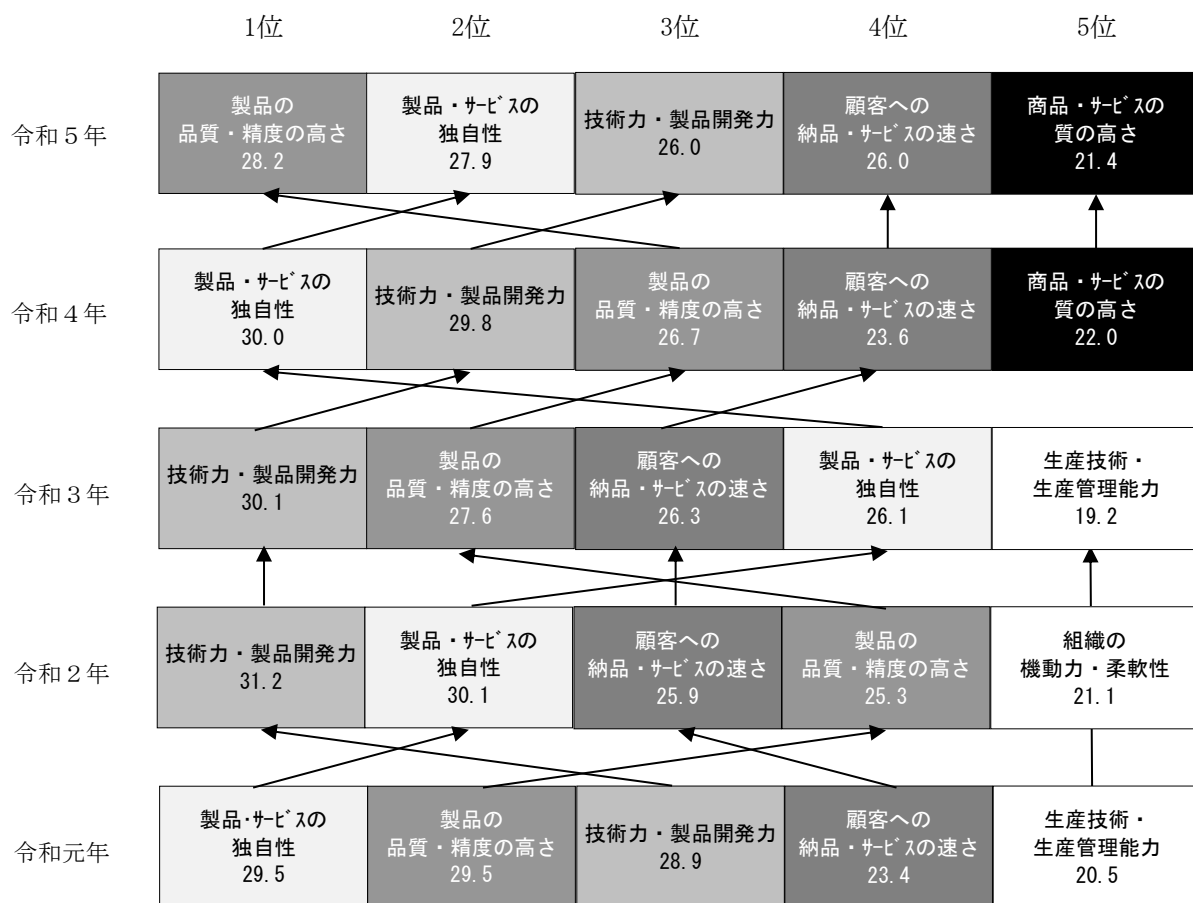 1位
2位
3位
4位
5位
令和５年
製品の
品質・精度の高さ
28.2
製品・ｻｰﾋﾞｽの
独自性
27.9
技術力・製品開発力
26.0
顧客への
納品・ｻｰﾋﾞｽの速さ
26.0
商品・ｻｰﾋﾞｽの
質の高さ
21.4
令和４年
製品・ｻｰﾋﾞｽの
独自性
30.0
技術力・製品開発力
29.8
製品の
品質・精度の高さ
26.7
顧客への
納品・ｻｰﾋﾞｽの速さ
23.6
商品・ｻｰﾋﾞｽの
質の高さ
22.0
令和３年
技術力・製品開発力
30.1
製品の
品質・精度の高さ
27.6
顧客への
納品・ｻｰﾋﾞｽの速さ
26.3
製品・ｻｰﾋﾞｽの
独自性
26.1
生産技術・
生産管理能力
19.2
令和２年
技術力・製品開発力
31.2
製品・ｻｰﾋﾞｽの
独自性
30.1
顧客への
納品・ｻｰﾋﾞｽの速さ
25.9
製品の
品質・精度の高さ
25.3
組織の
機動力・柔軟性
21.1
令和元年
製品・ｻｰﾋﾞｽの
独自性
29.5
製品の
品質・精度の高さ
29.5
技術力・製品開発力
28.9
顧客への
納品・ｻｰﾋﾞｽの速さ
23.4
生産技術・
生産管理能力
20.5